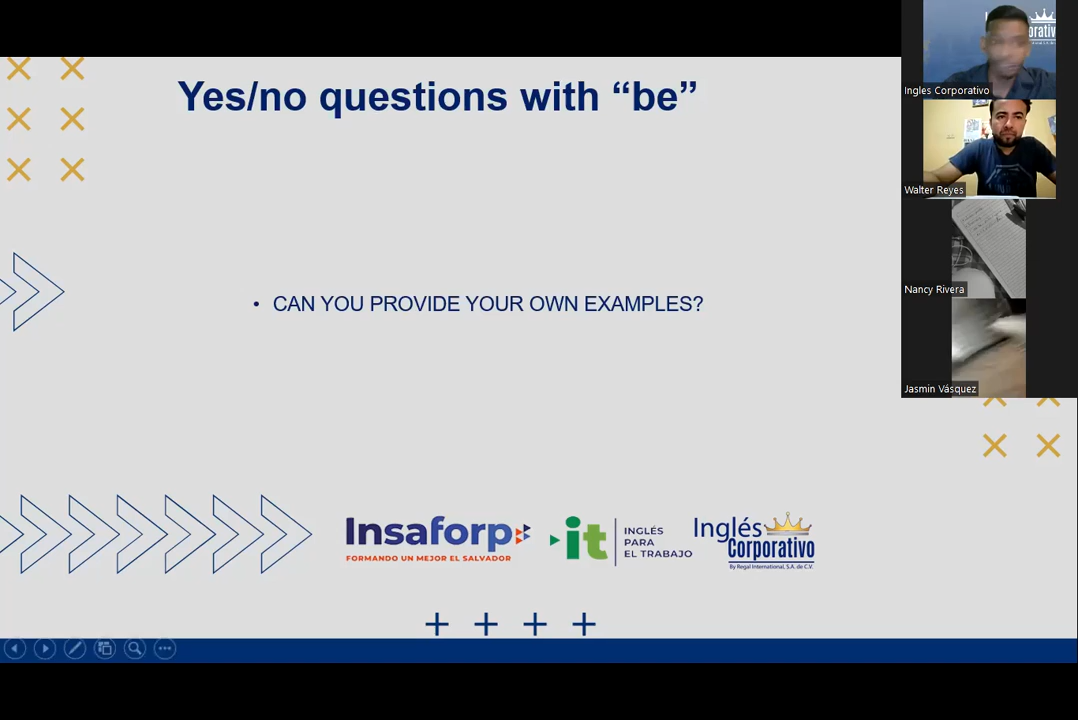 Yes/no questions with “be”
• CAN YOU PROVIDE YOUR OWN EXAMPLES?
Insaforp
FORMANDO UN MEJOR EL SALVADOR
it
INGLÉS
PARA
EL TRABAJO
Inglés
Corporativo
By Regal International, S.A. de C.V.
Ingles Corporativo
Walter Reyes
Nancy Rivera
Jasmin Vásquez